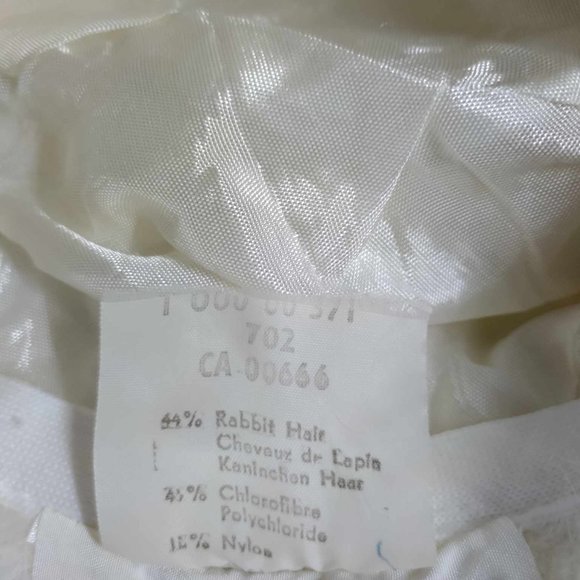 702
CA-00666
44% Rabbit Hair
Cheveux de Lapin
Kaninchen Haar
Chlorofibre
Polychloride
Nylon